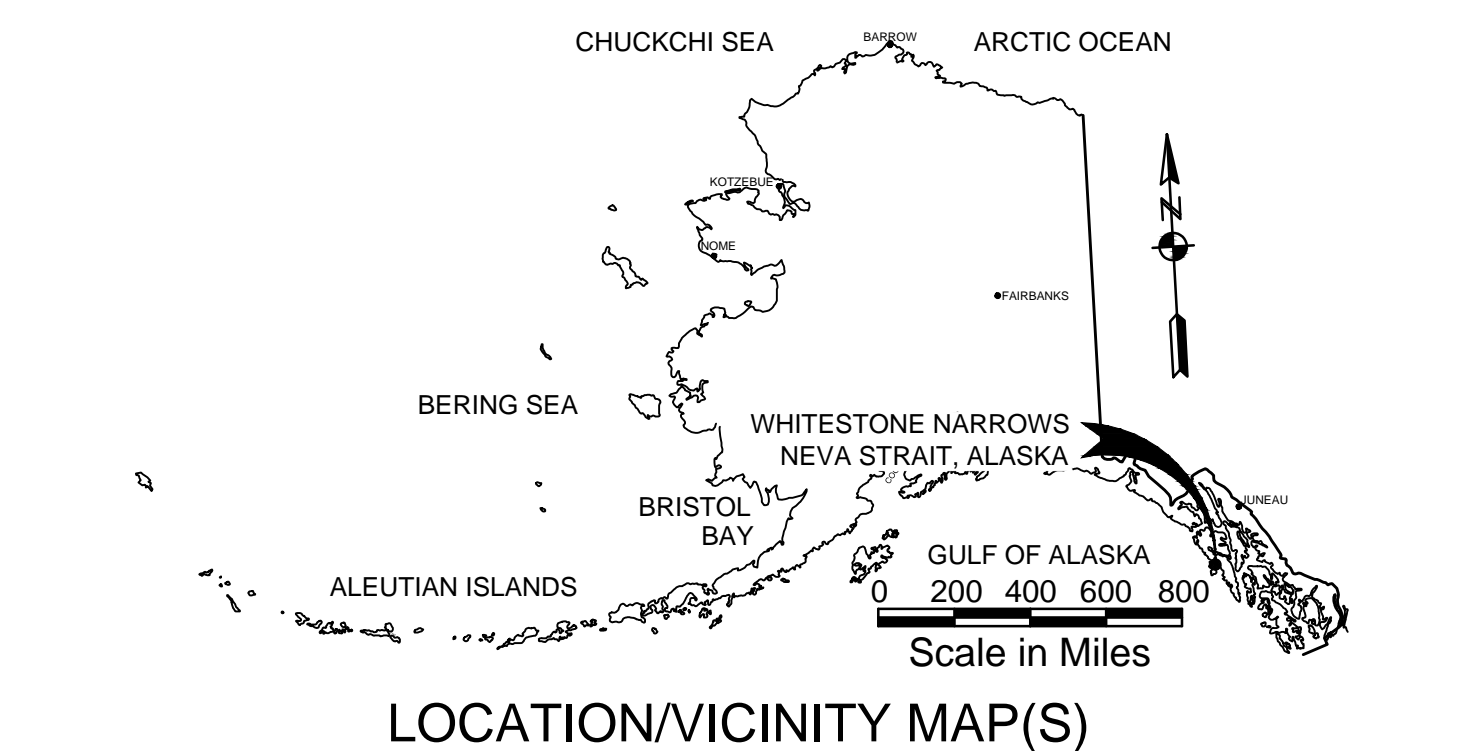 CHUCKCHI SEA
BARROW
ARCTIC OCEAN
KOTZEBUE
N
NOME
FAIRBANKS
BERING SEA
WHITESTONE NARROWS
NEVA STRAIT, ALASKA
BRISTOL
BAY
JUNEAU
GULF OF ALASKA
ALEUTIAN ISLANDS
0 200 400 600 800
Scale in Miles
LOCATION/VICINITY MAP(S)